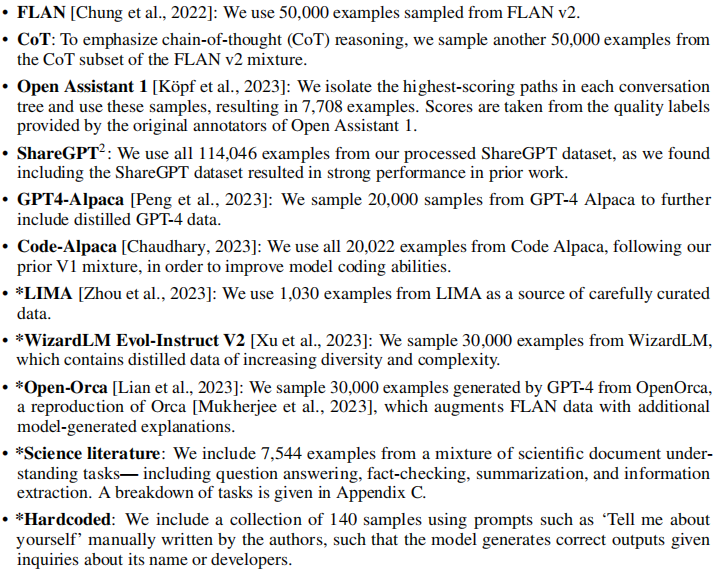 • FLAN [Chung et al., 2022]: We use 50,000 examples sampled from FLAN v2.
• CoT: To emphasize chain-of-thought (CoT) reasoning, we sample another 50,000 examples from
the CoT subset of the FLAN v2 mixture.
• Open Assistant 1 [Köpf et al., 2023]: We isolate the highest-scoring paths in each conversation
tree and use these samples, resulting in 7,708 examples. Scores are taken from the quality labels
provided by the original annotators of Open Assistant 1.
• ShareGPT²: We use all 114,046 examples from our processed ShareGPT dataset, as we found
including the ShareGPT dataset resulted in strong performance in prior work.
• GPT4-Alpaca [Peng et al., 2023]: We sample 20,000 samples from GPT-4 Alpaca to further
include distilled GPT-4 data.
• Code-Alpaca [Chaudhary, 2023]: We use all 20,022 examples from Code Alpaca, following our
prior V1 mixture, in order to improve model coding abilities.
• *LIMA [Zhou et al., 2023]: We use 1,030 examples from LIMA as a source of carefully curated
data.
• *WizardLM Evol-Instruct V2 [Xu et al., 2023]: We sample 30,000 examples from WizardLM,
which contains distilled data of increasing diversity and complexity.
• *Open-Orca [Lian et al., 2023]: We sample 30,000 examples generated by GPT-4 from OpenOrca,
a reproduction of Orca [Mukherjee et al., 2023], which augments FLAN data with additional
model-generated explanations.
• *Science literature: We include 7,544 examples from a mixture of scientific document under-
standing tasks— including question answering, fact-checking, summarization, and information
extraction. A breakdown of tasks is given in Appendix C.
• *Hardcoded: We include a collection of 140 samples using prompts such as ‘Tell me about
yourself’ manually written by the authors, such that the model generates correct outputs given
inquiries about its name or developers.